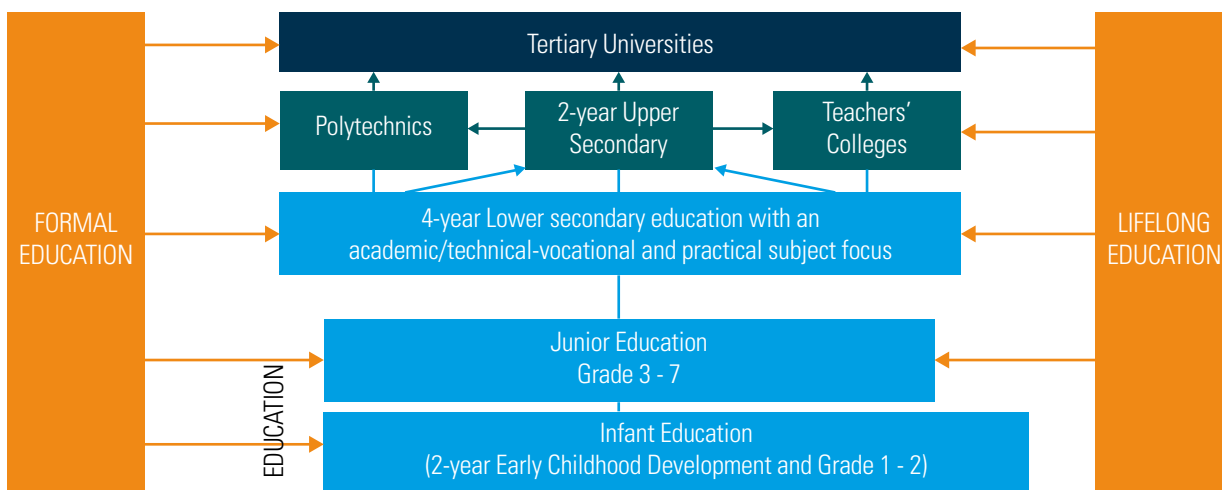 Tertiary Universities
Polytechnics
2-year Upper
Secondary
Teachers'
Colleges
FORMAL
EDUCATION
4-year Lower secondary education with an
academic/technical-vocational and practical subject focus
LIFELONG
EDUCATION
Junior Education
Grade 3 - 7
EDUCATION
Infant Education
(2-year Early Childhood Development and Grade 1 - 2)